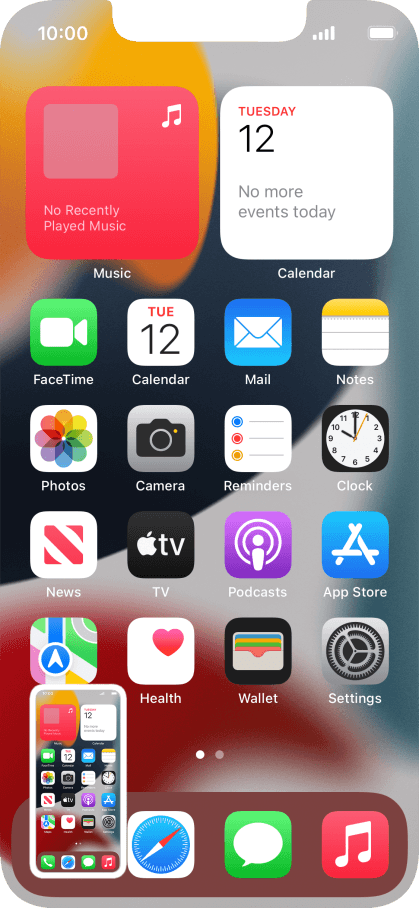 10:00
TUESDAY
12
No Recently
Played Music
No more
events today
Music
Calendar
TUE
12
FaceTime
Calendar
Mail
Notes
Photos
Camera
Reminders
Clock
tv
News
TV
Podcasts
App Store
Health
Wallet
Settings